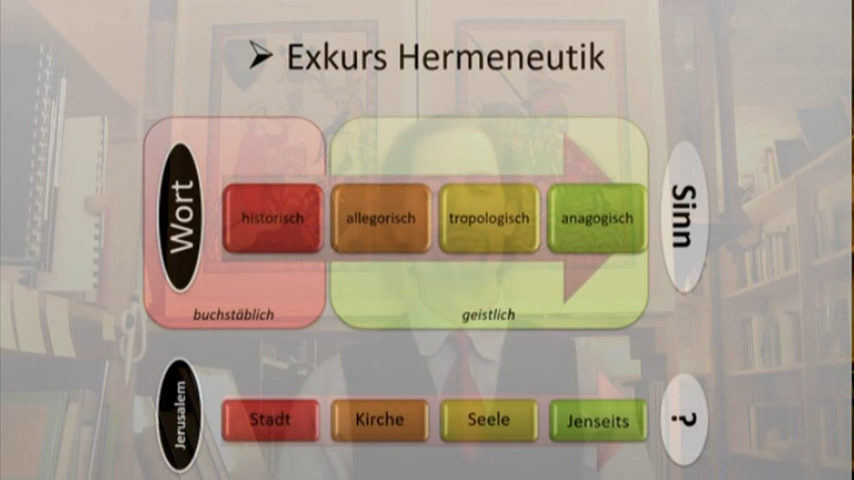 Exkurs Hermeneutik
Wort
historisch
allegorisch
tropologisch
anagogisch
Sinn
buchstäblich
geistlich
Jerusalem
Stadt
Kirche
Seele
Jenseits
?